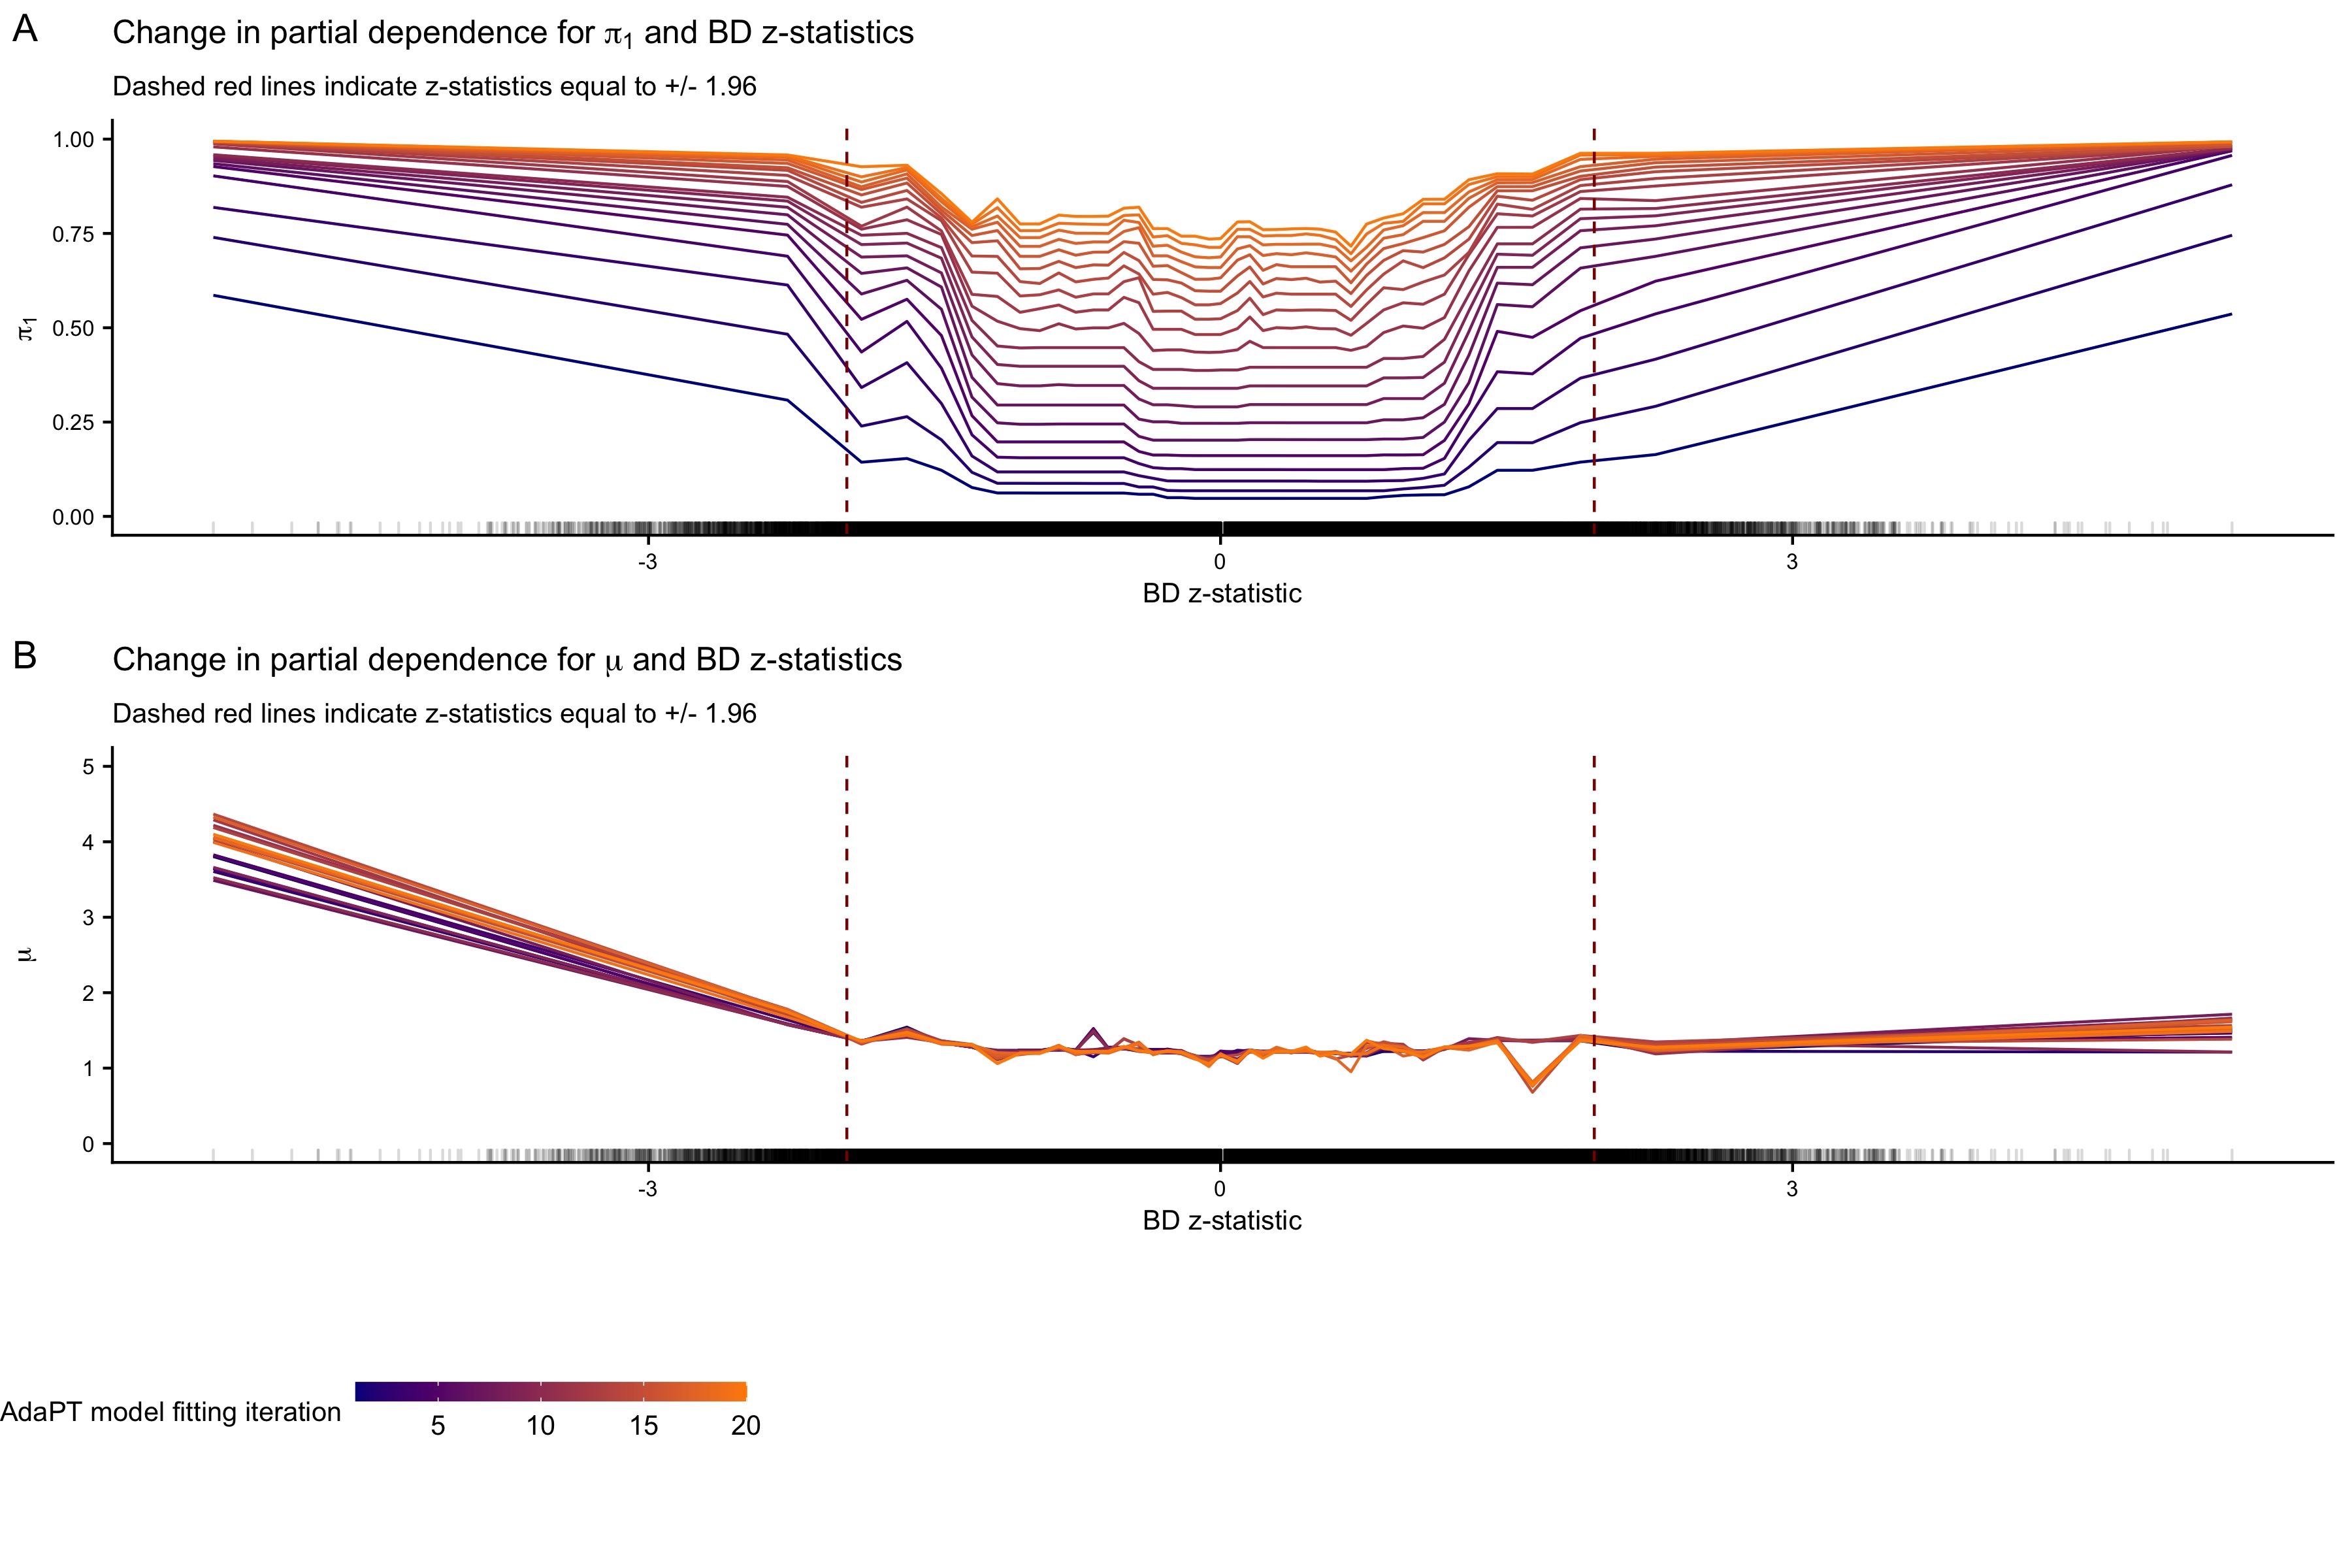 A
Change in partial dependence for π₁ and BD z-statistics
Dashed red lines indicate z-statistics equal to +/- 1.96
1.00
0.75
0.50
0.25
0.00
π₁
-3 0 3
BD z-statistic
B
Change in partial dependence for μ and BD z-statistics
Dashed red lines indicate z-statistics equal to +/- 1.96
5
4
3
2
1
0
μ
-3 0 3
BD z-statistic
AdaPT model fitting iteration
5 10 15 20